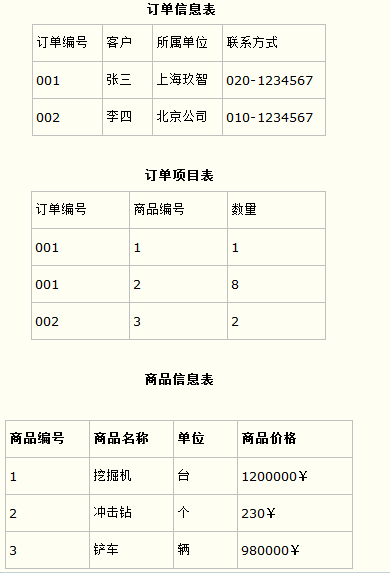 订单信息表
订单编号 客户 所属单位 联系方式
001 张三 上海玖智 020-1234567
002 李四 北京公司 010-1234567
订单项目表
订单编号 商品编号 数量
001 1 1
001 2 8
002 3 2
商品信息表
商品编号 商品名称 单位 商品价格
1 挖掘机 台 1200000￥
2 冲击钻 个 230￥
3 铲车 辆 980000￥